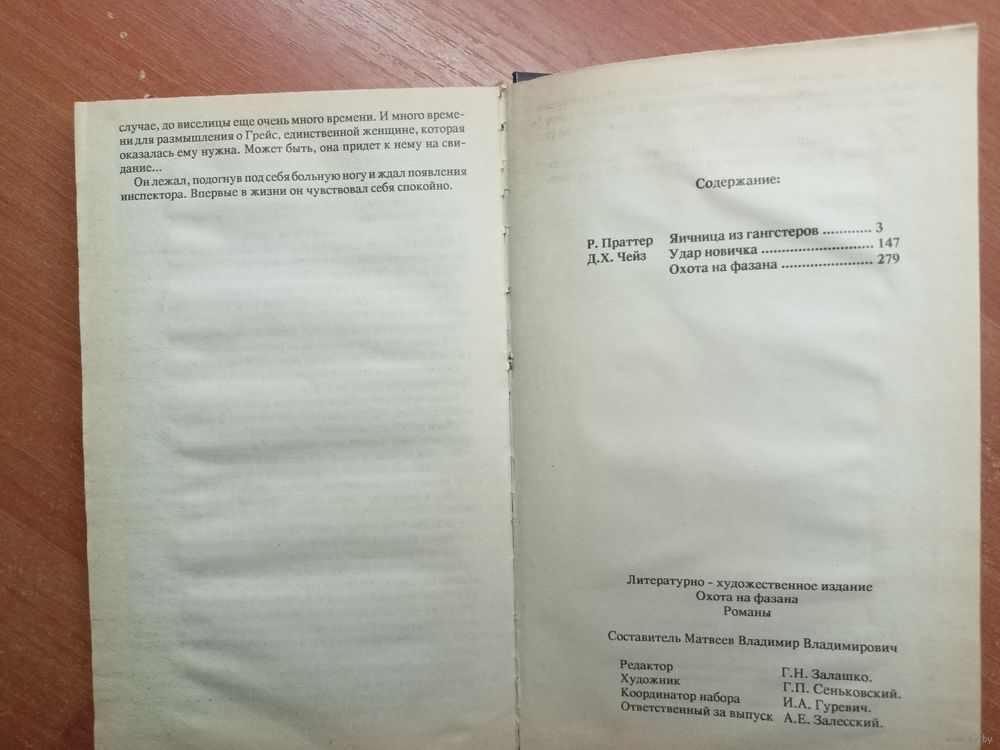 случае, до виселицы еще очень много времени. И много време-
ни для размышления о Грейс, единственной женщине, которая
оказалась ему нужна. Может быть, она придет к нему на сви-
дание...
Он лежал, подогнув под себя больную ногу и ждал появления
инспектора. Впервые в жизни он чувствовал себя спокойно.
Содержание:
Р. Праттер Яичница из гангстеров ............ 3
Д.Х. Чейз Удар новичка ............................ 147
Охота на фазана ....................... 279
Литературно - художественное издание
Охота на фазана
Романы
Составитель Матвеев Владимир Владимирович
Редактор Г.Н. Залашко.
Художник Г.П. Сеньковский.
Координатор набора И.А. Гуревич.
Ответственный за выпуск А.Е. Залесский.